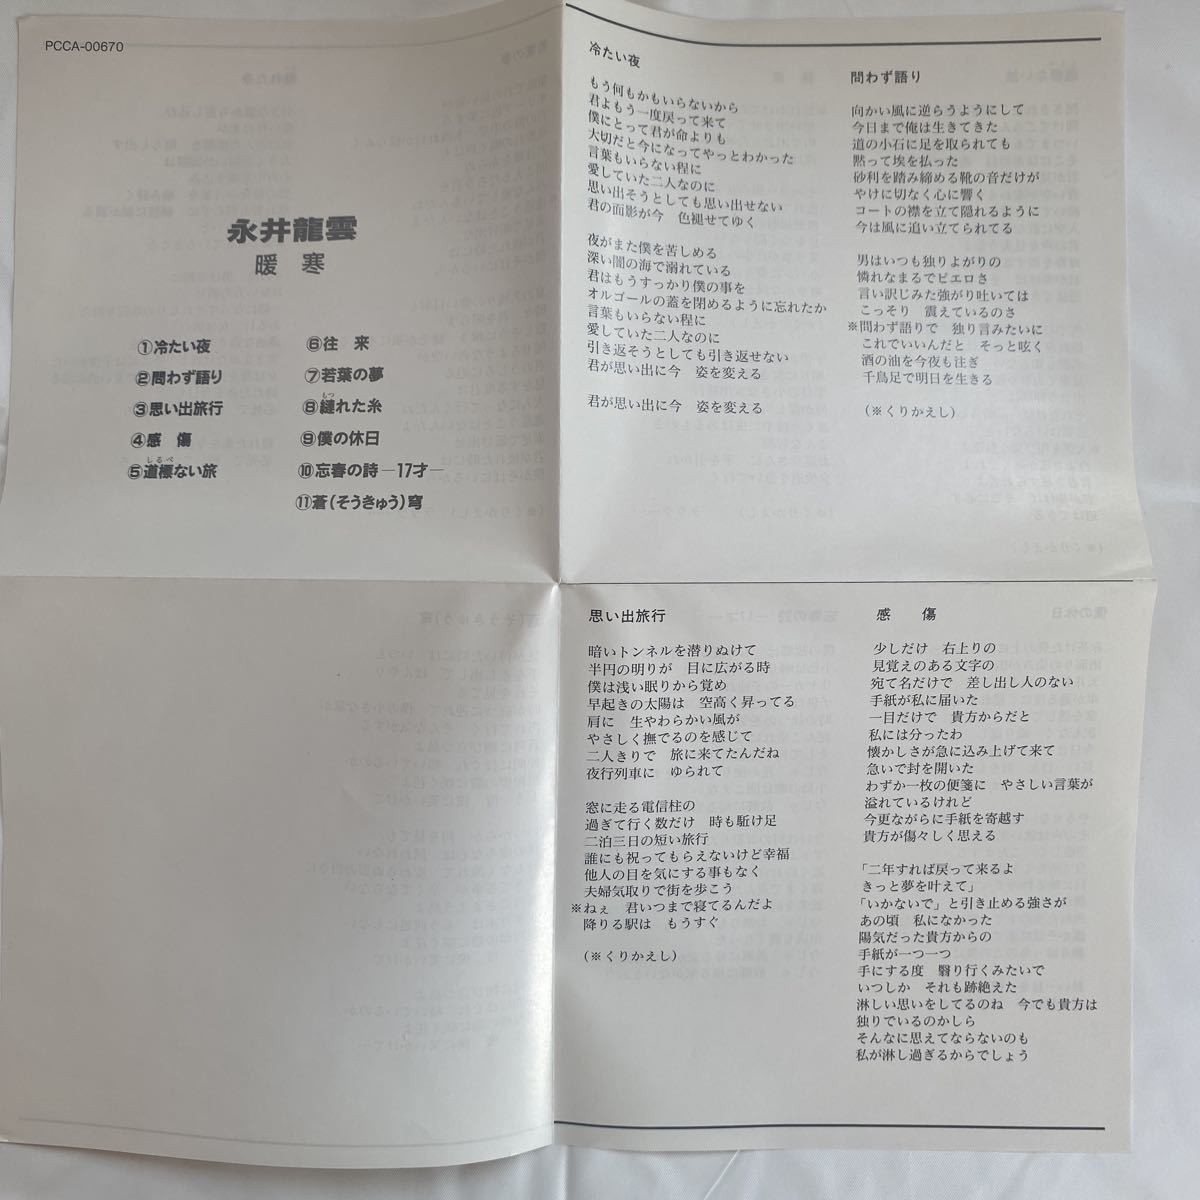 PCCA-00670
永井龍雲
暖 寒
①冷たい夜
②問わず語り
③思い出旅行
④感 傷
しるべ
⑤道標ない旅
⑥往 来
⑦若葉の夢
もつ
⑧縺れた糸
⑨僕の休日
⑩忘春の詩 ―17才―
⑪蒼(そうきゅう)穹
冷たい夜
もう何もかもいらないから
君よもう一度戻って来て
僕にとって君が命よりも
大切だと今になってやっとわかった
言葉もいらない程に
愛していた二人なのに
思い出そうとしても思い出せない
君の面影が今 色褪せてゆく
夜がまた僕を苦しめる
深い闇の海で溺れている
君はもうすっかり僕の事を
オルゴールの蓋を閉めるように忘れたか
言葉もいらない程に
愛していた二人なのに
引き返そうとしても引き返せない
君が思い出に今 姿を変える
君が思い出に今 姿を変える
問わず語り
向かい風に逆らうようにして
今日まで俺は生きてきた
道の小石に足を取られても
黙って埃を払った
砂利を踏み締める靴の音だけが
やけに切なく心に響く
コートの襟を立て隠れるように
今は風に追い立てられてる
男はいつも独りよがりの
憐れなまるでピエロさ
言い訳じみた強がり吐いては
こっそり 震えているのさ
※問わず語りで 独り言みたいに
これでいいんだと そっと呟く
酒の油を今夜も注ぎ
千鳥足で明日を生きる
(※くりかえし)
思い出旅行
暗いトンネルを潜りぬけて
半円の明りが 目に広がる時
僕は浅い眠りから覚め
早起きの太陽は 空高く昇ってる
肩に 生やわらかい風が
やさしく撫でるのを感じて
二人きりで 旅に来てたんだね
夜行列車に ゆられて
窓に走る電信柱の
過ぎて行く数だけ 時も駈け足
二泊三日の短い旅行
誰にも祝ってもらえないけど幸福
他人の目を気にする事もなく
夫婦気取りで街を歩こう
※ねぇ 君いつまで寝てるんだよ
降りる駅は もうすぐ
(※くりかえし)
感 傷
少しだけ 右上りの
見覚えのある文字の
宛て名だけで 差し出し人のない
手紙が私に届いた
一目だけで 貴方からだと
私には分ったわ
懐かしさが急に込み上げて来て
急いで封を開いた
わずか一枚の便箋に やさしい言葉が
溢れているけれど
今更ながらに手紙を寄越す
貴方が傷々しく思える
「二年すれば戻って来るよ
きっと夢を叶えて」
「いかないで」と引き止める強さが
あの頃 私になかった
陽気だった貴方からの
手紙が一つ一つ
手にする度 翳り行くみたいで
いつしか それも跡絶えた
淋しい思いをしてるのね 今でも貴方は
独りでいるのかしら
そんなに思えてならないのも
私が淋し過ぎるからでしょう